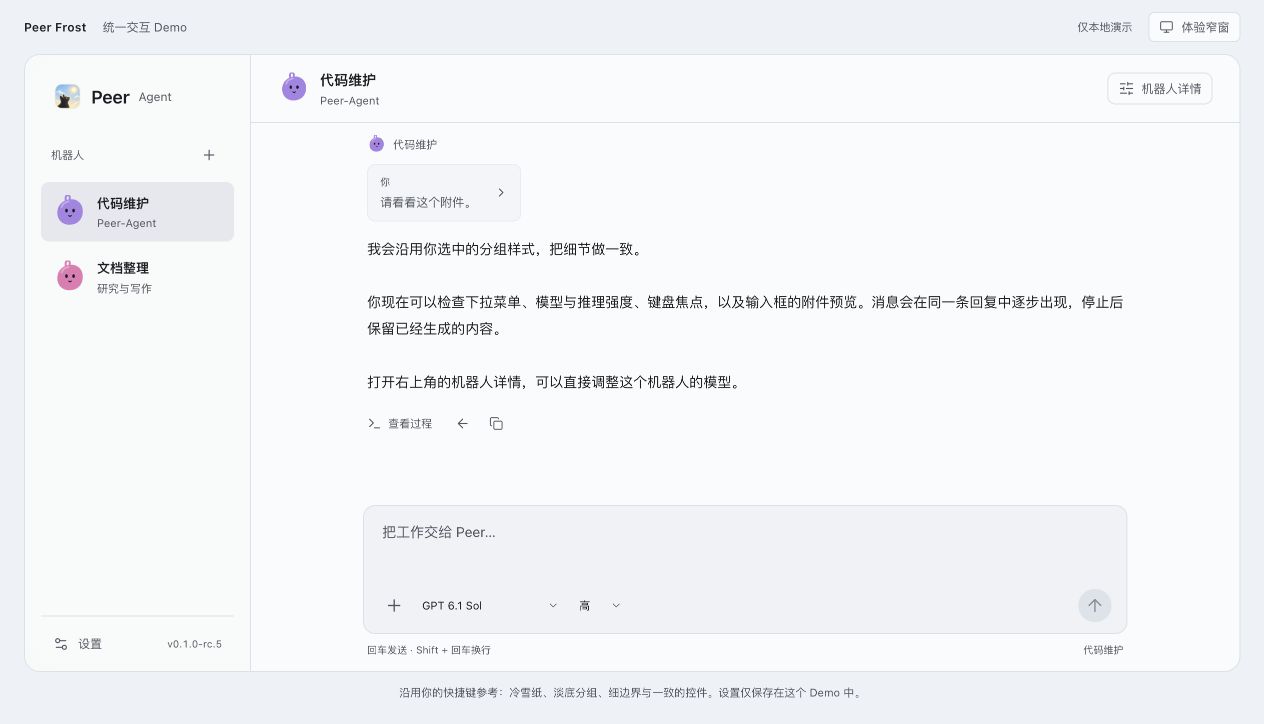 Peer Frost 统一交互 Demo
仅本地演示 体验窄窗
Peer Agent
机器人
代码维护
Peer-Agent
文档整理
研究与写作
设置 v0.1.0-rc.5
代码维护
Peer-Agent
机器人详情
代码维护
你
请看看这个附件。
我会沿用你选中的分组样式，把细节做一致。
你现在可以检查下拉菜单、模型与推理强度、键盘焦点，以及输入框的附件预览。消息会在同一条回复中逐步出现，停止后
保留已经生成的内容。
打开右上角的机器人详情，可以直接调整这个机器人的模型。
查看过程
把工作交给 Peer...
GPT 6.1 Sol 高
回车发送 · Shift + 回车换行 代码维护
沿用你的快捷键参考：冷雪纸、淡底分组、细边界与一致的控件。设置仅保存在这个 Demo 中。